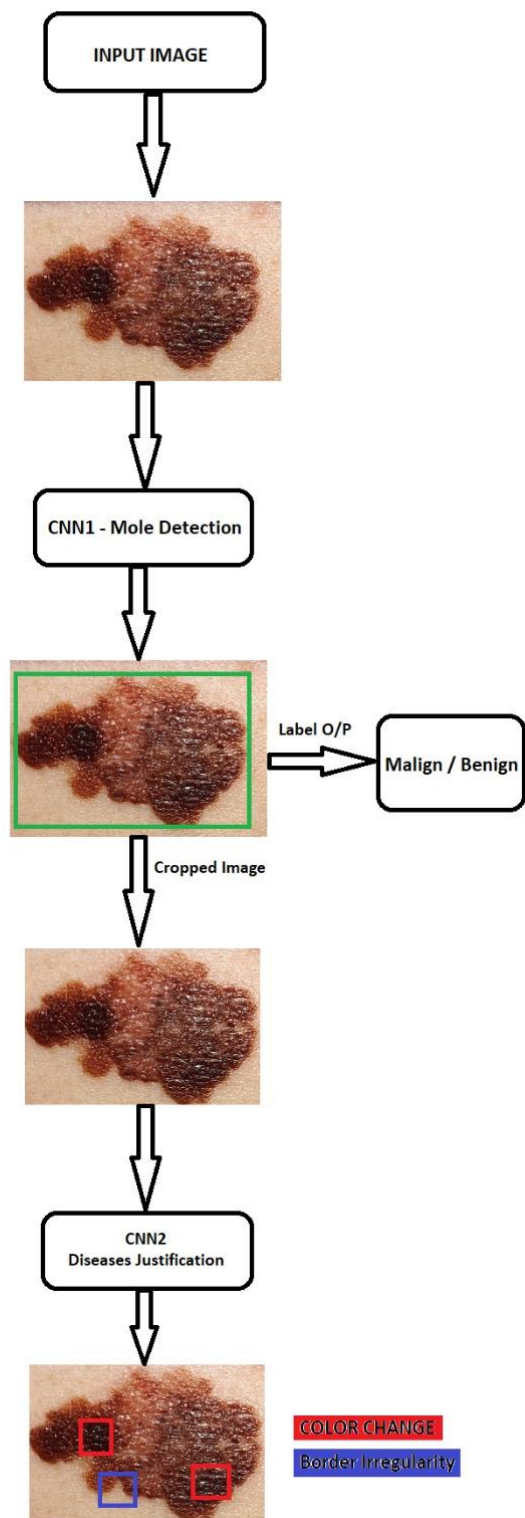 INPUT IMAGE
CNN1 - Mole Detection
Label O/P
Malign / Benign
Cropped Image
CNN2
Diseases Justification
COLOR CHANGE
Border Irregularity